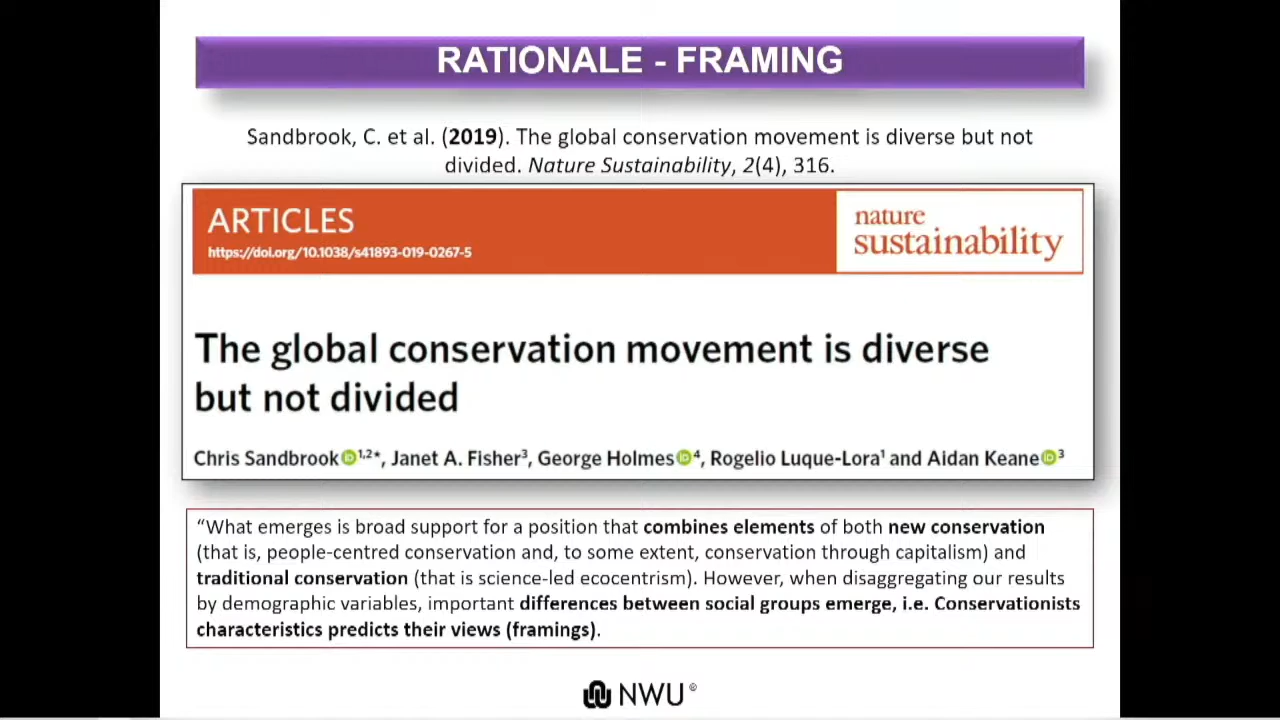 RATIONALE - FRAMING
Sandbrook, C. et al. (2019). The global conservation movement is diverse but not
divided. Nature Sustainability, 2(4), 316.
ARTICLES
https://doi.org/10.1038/s41893-019-0267-5
nature
sustainability
The global conservation movement is diverse
but not divided
Chris Sandbrook 1,2*, Janet A. Fisher3, George Holmes 4, Rogelio Luque-Lora1 and Aidan Keane 3
“What emerges is broad support for a position that combines elements of both new conservation
(that is, people-centred conservation and, to some extent, conservation through capitalism) and
traditional conservation (that is science-led ecocentrism). However, when disaggregating our results
by demographic variables, important differences between social groups emerge, i.e. Conservationists
characteristics predicts their views (framings).
NWU©